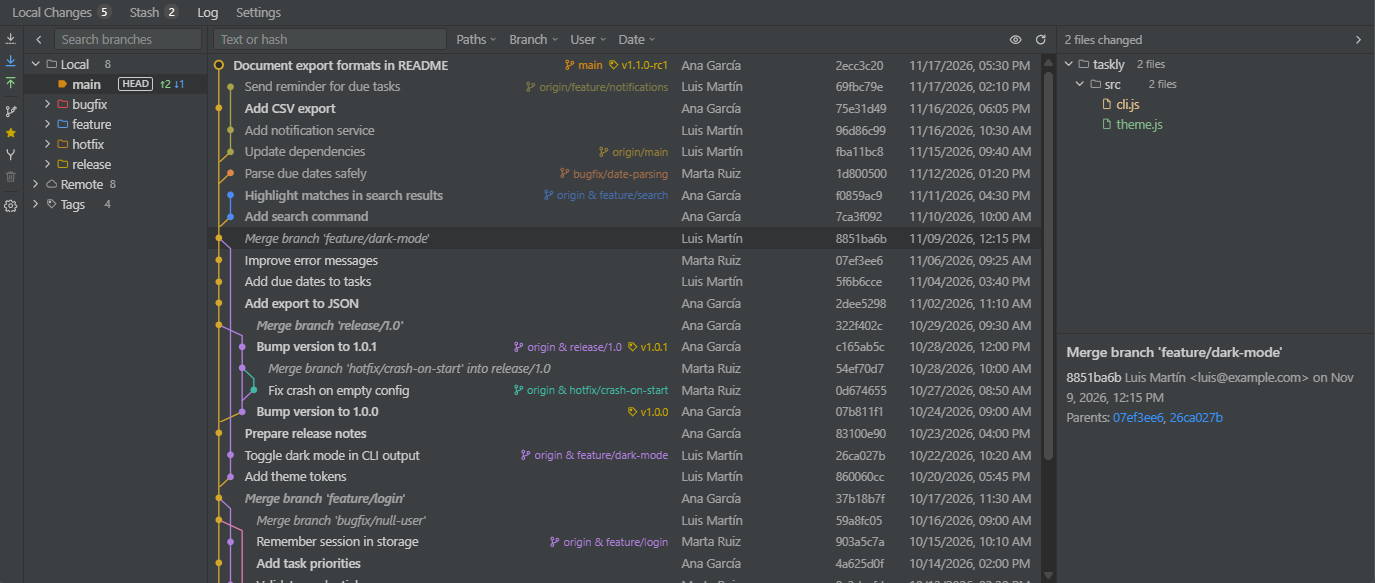 Local Changes 5 Stash 2 Log Settings
Search branches
Text or hash Paths Branch User Date
2 files changed
Local 8
main HEAD ↑2 ↓1
bugfix
feature
hotfix
release
Remote 8
Tags 4
Document export formats in README main v1.1.0-rc1 Ana García 2ecc3c20 11/17/2026, 05:30 PM
Send reminder for due tasks origin/feature/notifications Luis Martín 69fbc79e 11/17/2026, 02:10 PM
Add CSV export Ana García 75e31d49 11/16/2026, 06:05 PM
Add notification service Luis Martín 96d86c99 11/16/2026, 10:30 AM
Update dependencies origin/main Luis Martín fba11bc8 11/15/2026, 09:40 AM
Parse due dates safely bugfix/date-parsing Marta Ruiz 1d800500 11/12/2026, 01:20 PM
Highlight matches in search results origin & feature/search Ana García f0859ac9 11/11/2026, 04:30 PM
Add search command Ana García 7ca3f092 11/10/2026, 10:00 AM
Merge branch 'feature/dark-mode' Luis Martín 8851ba6b 11/09/2026, 12:15 PM
Improve error messages Marta Ruiz 07ef3ee6 11/06/2026, 09:25 AM
Add due dates to tasks Luis Martín 5f6b6cce 11/04/2026, 03:40 PM
Add export to JSON Ana García 2dee5298 11/02/2026, 11:10 AM
Merge branch 'release/1.0' Ana García 322f402c 10/29/2026, 09:30 AM
Bump version to 1.0.1 origin & release/1.0 v1.0.1 Ana García c165ab5c 10/28/2026, 12:00 PM
Merge branch 'hotfix/crash-on-start' into release/1.0 Marta Ruiz 54ef70d7 10/28/2026, 10:00 AM
Fix crash on empty config origin & hotfix/crash-on-start Marta Ruiz 0d674655 10/27/2026, 08:50 AM
Bump version to 1.0.0 v1.0.0 Ana García 07b811f1 10/24/2026, 09:00 AM
Prepare release notes Ana García 83100e90 10/23/2026, 04:00 PM
Toggle dark mode in CLI output origin & feature/dark-mode Luis Martín 26ca027b 10/22/2026, 10:20 AM
Add theme tokens Luis Martín 860060cc 10/20/2026, 05:45 PM
Merge branch 'feature/login' Ana García 37b18b7f 10/17/2026, 11:30 AM
Merge branch 'bugfix/null-user' Luis Martín 59a8fc05 10/16/2026, 09:00 AM
Remember session in storage origin & feature/login Marta Ruiz 903a5c7a 10/15/2026, 10:10 AM
Add task priorities Ana García 4a625d0f 10/14/2026, 02:00 PM
taskly 2 files
src 2 files
cli.js
theme.js
Merge branch 'feature/dark-mode'
8851ba6b Luis Martín <luis@example.com> on Nov
9, 2026, 12:15 PM
Parents: 07ef3ee6, 26ca027b